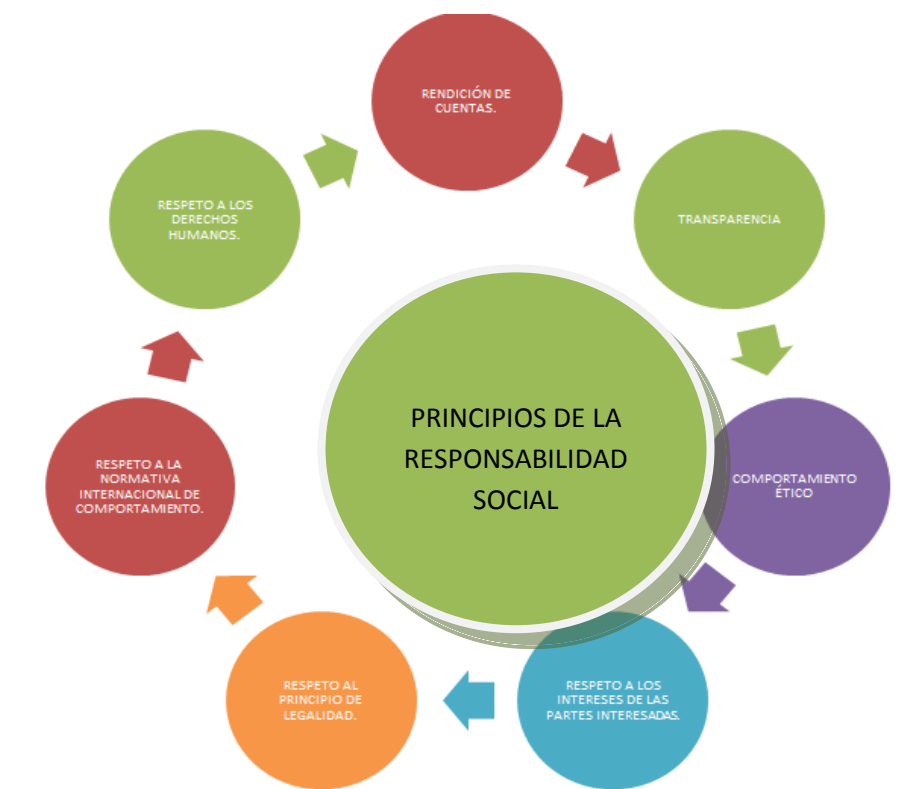 RENDICIÓN DE
CUENTAS.
TRANSPARENCIA
COMPORTAMIENTO
ÉTICO
RESPETO A LOS
INTERESES DE LAS
PARTES INTERESADAS.
RESPETO AL
PRINCIPIO DE
LEGALIDAD.
RESPETO A LA
NORMATIVA
INTERNACIONAL DE
COMPORTAMIENTO.
RESPETO A LOS
DERECHOS
HUMANOS.
PRINCIPIOS DE LA
RESPONSABILIDAD
SOCIAL